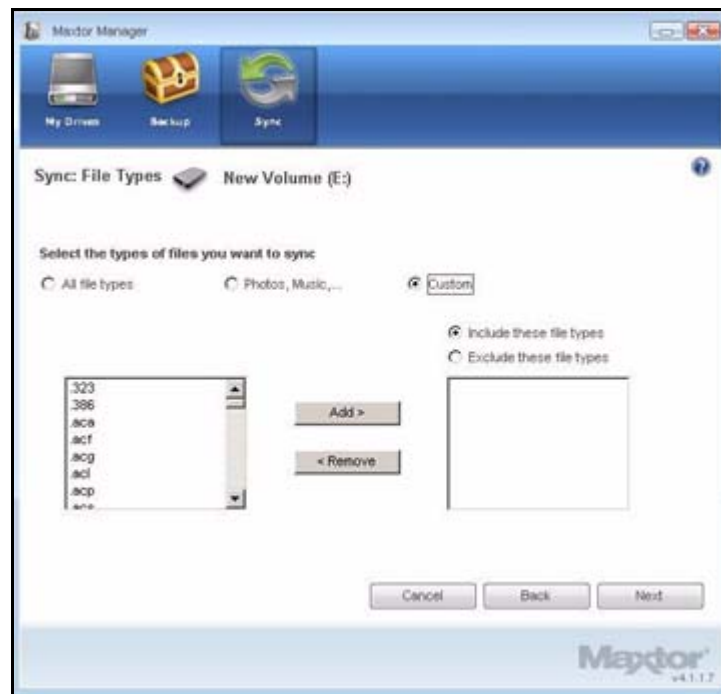 Maxtor Manager
My Drives Backup Sync
Sync: File Types New Volume (E:)
Select the types of files you want to sync
All file types Photos, Music,... Custom
Include these file types
Exclude these file types
.323
.386
.aca
.acf
.acg
.acl
.acp
.acs
Add >
< Remove
Cancel Back Next
Maxtor
v4.1.1.7